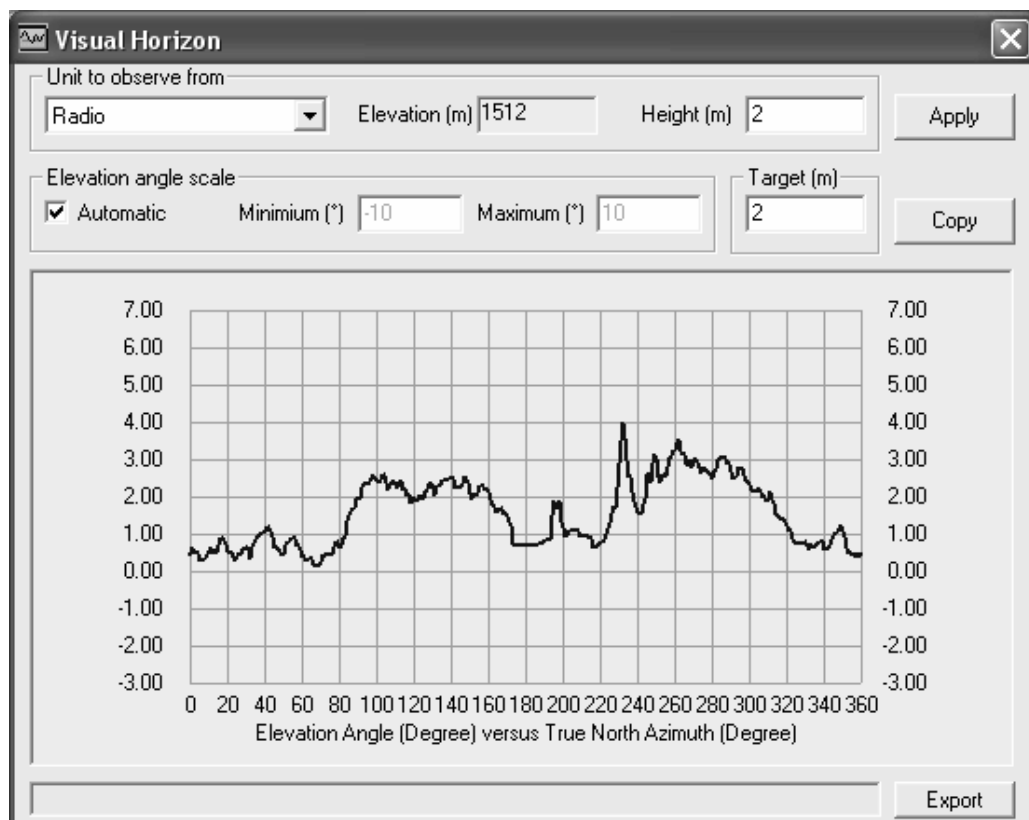 Visual Horizon
Unit to observe from
Radio
Elevation (m) 1512
Height (m) 2
Apply
Elevation angle scale
Automatic
Minimium (°) -10
Maximum (°) 10
Target (m)
2
Copy
7.00 7.00
6.00 6.00
5.00 5.00
4.00 4.00
3.00 3.00
2.00 2.00
1.00 1.00
0.00 0.00
-1.00 -1.00
-2.00 -2.00
-3.00 -3.00
0 20 40 60 80 100 120 140 160 180 200 220 240 260 280 300 320 340 360
Elevation Angle (Degree) versus True North Azimuth (Degree)
Export